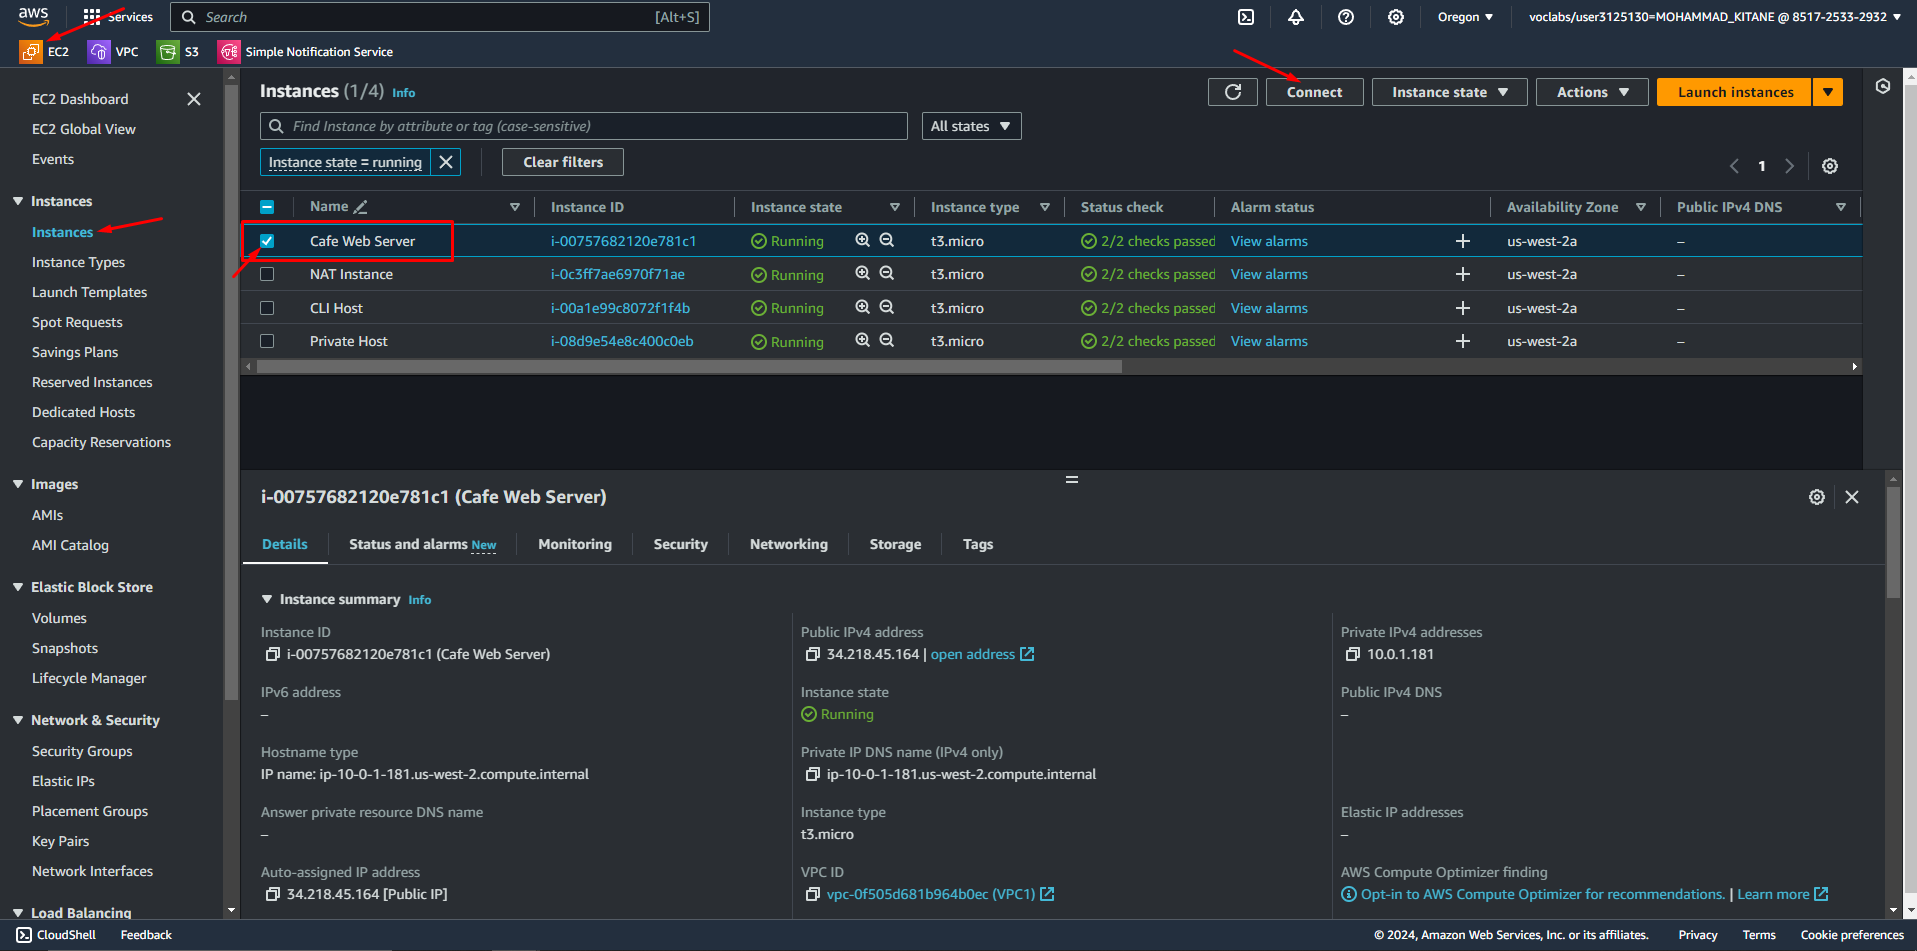 aws
Services
Search
[Alt+S]
Oregon
voclabs/user3125130=MOHAMMAD_KITANE @ 8517-2533-2932
EC2
VPC
S3
Simple Notification Service
EC2 Dashboard
EC2 Global View
Events
Instances
Instances
Instance Types
Launch Templates
Spot Requests
Savings Plans
Reserved Instances
Dedicated Hosts
Capacity Reservations
Images
AMIs
AMI Catalog
Elastic Block Store
Volumes
Snapshots
Lifecycle Manager
Network & Security
Security Groups
Elastic IPs
Placement Groups
Key Pairs
Network Interfaces
Load Balancing
Instances (1/4) Info
Connect
Instance state
Actions
Launch instances
Find Instance by attribute or tag (case-sensitive)
All states
Instance state = running
Clear filters
1
Name Instance ID Instance state Instance type Status check Alarm status Availability Zone Public IPv4 DNS
Cafe Web Server i-00757682120e781c1 Running t3.micro 2/2 checks passed View alarms + us-west-2a –
NAT Instance i-0c3ff7ae6970f71ae Running t3.micro 2/2 checks passed View alarms + us-west-2a –
CLI Host i-00a1e99c8072f1f4b Running t3.micro 2/2 checks passed View alarms + us-west-2a –
Private Host i-08d9e54e8c400c0eb Running t3.micro 2/2 checks passed View alarms + us-west-2a –
i-00757682120e781c1 (Cafe Web Server)
Details Status and alarms New Monitoring Security Networking Storage Tags
Instance summary Info
Instance ID
i-00757682120e781c1 (Cafe Web Server)
Public IPv4 address
34.218.45.164 | open address
Private IPv4 addresses
10.0.1.181
IPv6 address
–
Instance state
Running
Public IPv4 DNS
–
Hostname type
IP name: ip-10-0-1-181.us-west-2.compute.internal
Private IP DNS name (IPv4 only)
ip-10-0-1-181.us-west-2.compute.internal
Answer private resource DNS name
–
Instance type
t3.micro
Elastic IP addresses
–
Auto-assigned IP address
34.218.45.164 [Public IP]
VPC ID
vpc-0f505d681b964b0ec (VPC1)
AWS Compute Optimizer finding
Opt-in to AWS Compute Optimizer for recommendations. | Learn more
CloudShell
Feedback
© 2024, Amazon Web Services, Inc. or its affiliates.
Privacy
Terms
Cookie preferences